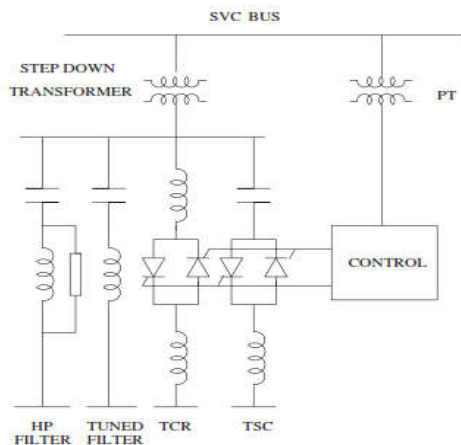 SVC BUS
STEP DOWN
TRANSFORMER
PT
CONTROL
HP
FILTER
TUNED
FILTER
TCR
TSC